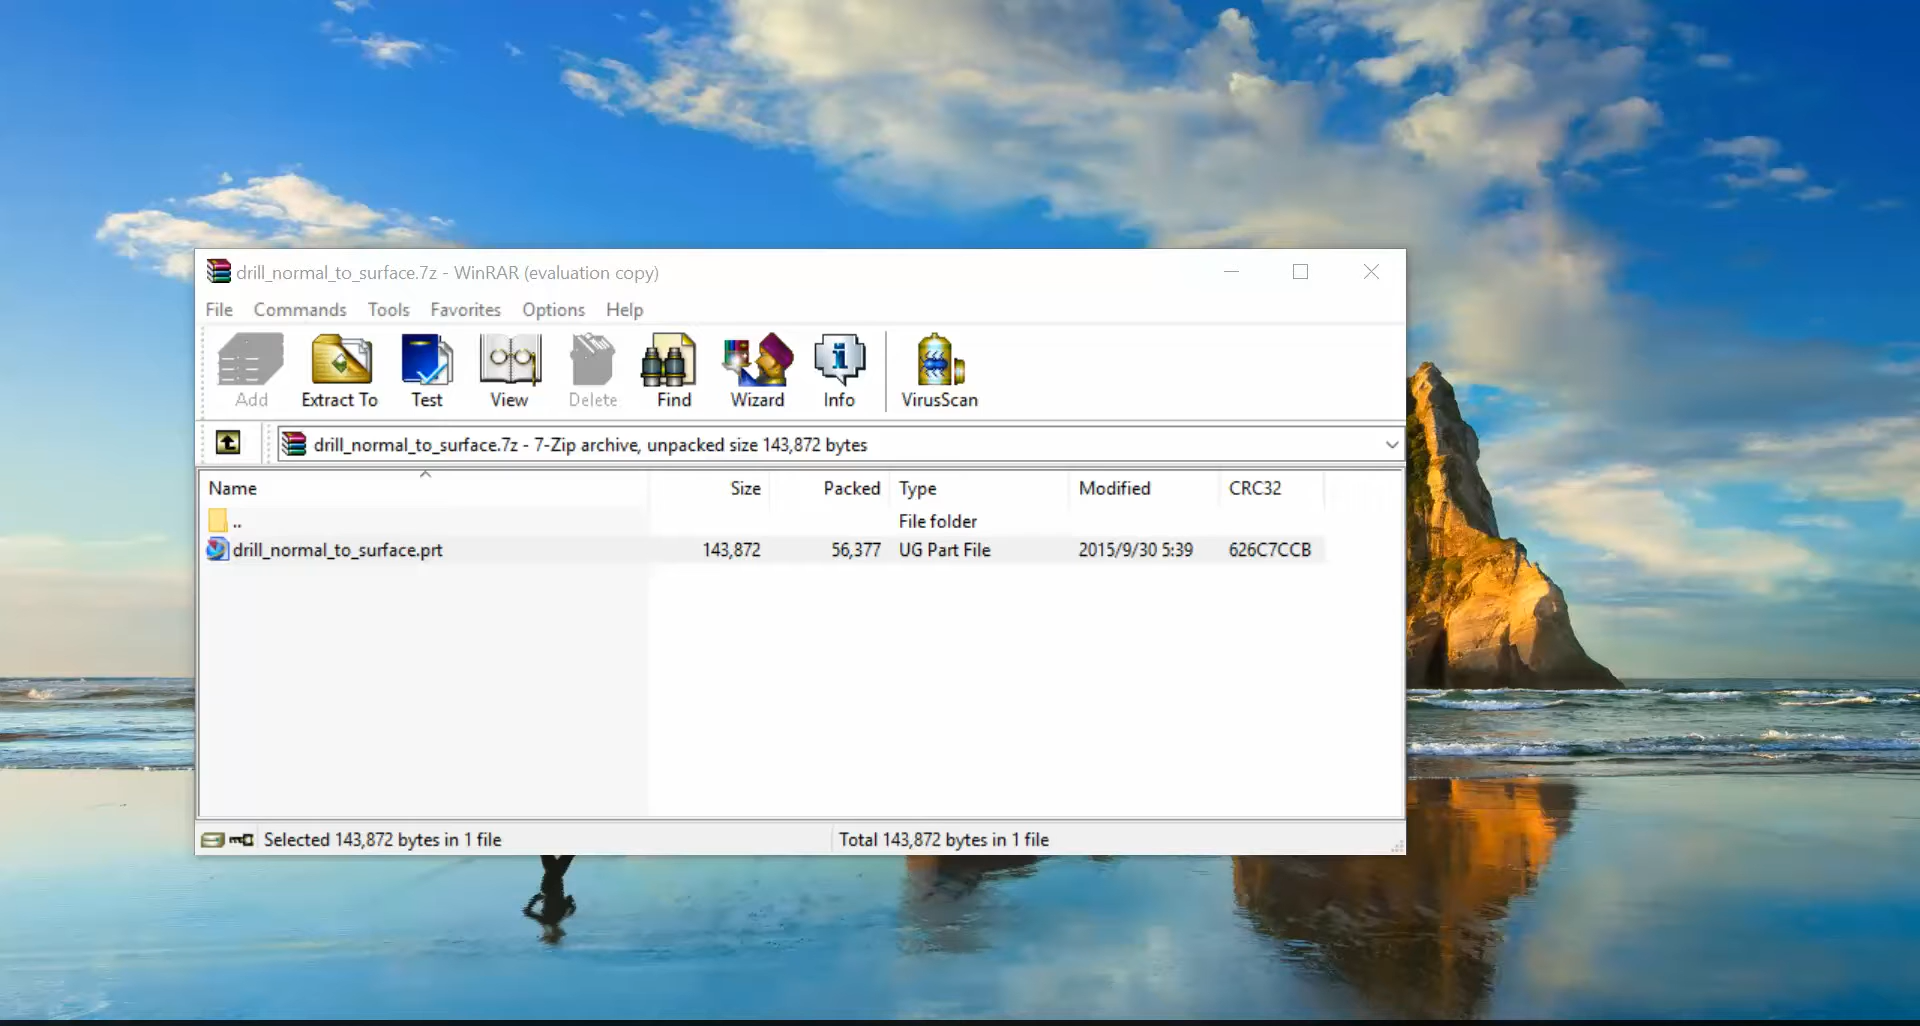 drill_normal_to_surface.7z - WinRAR (evaluation copy)
File Commands Tools Favorites Options Help
Add Extract To Test View Delete Find Wizard Info VirusScan
drill_normal_to_surface.7z - 7-Zip archive, unpacked size 143,872 bytes
Name Size Packed Type Modified CRC32
.. File folder
drill_normal_to_surface.prt 143,872 56,377 UG Part File 2015/9/30 5:39 626C7CCB
Selected 143,872 bytes in 1 file Total 143,872 bytes in 1 file